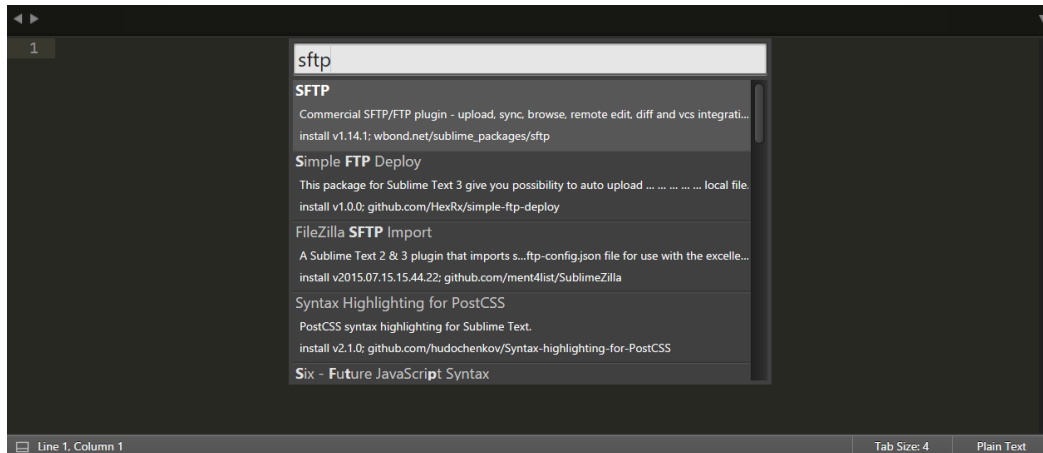 1
sftp
SFTP
Commercial SFTP/FTP plugin - upload, sync, browse, remote edit, diff and vcs integrati...
install v1.14.1; wbond.net/sublime_packages/sftp
Simple FTP Deploy
This package for Sublime Text 3 give you possibility to auto upload ... ... ... ... ... local file.
install v1.0.0; github.com/HexRx/simple-ftp-deploy
FileZilla SFTP Import
A Sublime Text 2 & 3 plugin that imports s...ftp-config.json file for use with the excelle...
install v2015.07.15.15.44.22; github.com/ment4list/SublimeZilla
Syntax Highlighting for PostCSS
PostCSS syntax highlighting for Sublime Text.
install v2.1.0; github.com/hudochenkov/Syntax-highlighting-for-PostCSS
Six - Future JavaScript Syntax
Line 1, Column 1
Tab Size: 4
Plain Text